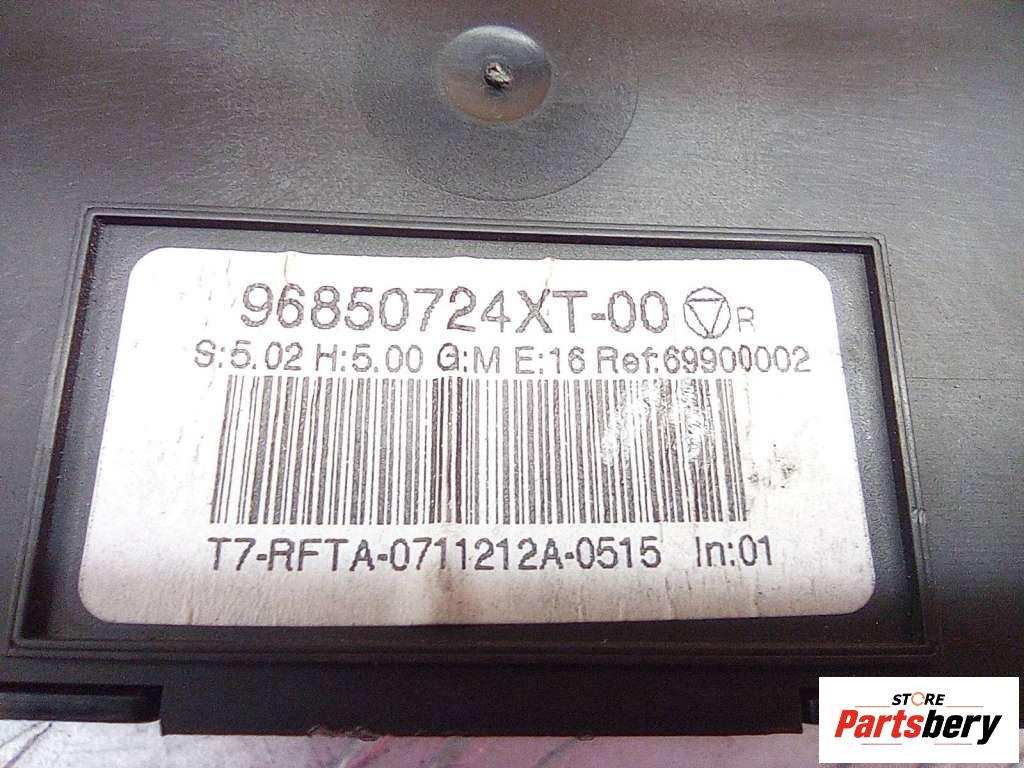 96850724XT-00 R
S:5.02 H:5.00 G:M E:16 Ref:69900002
T7-RFTA-0711212A-0515 In:01
STORE
Partsbery